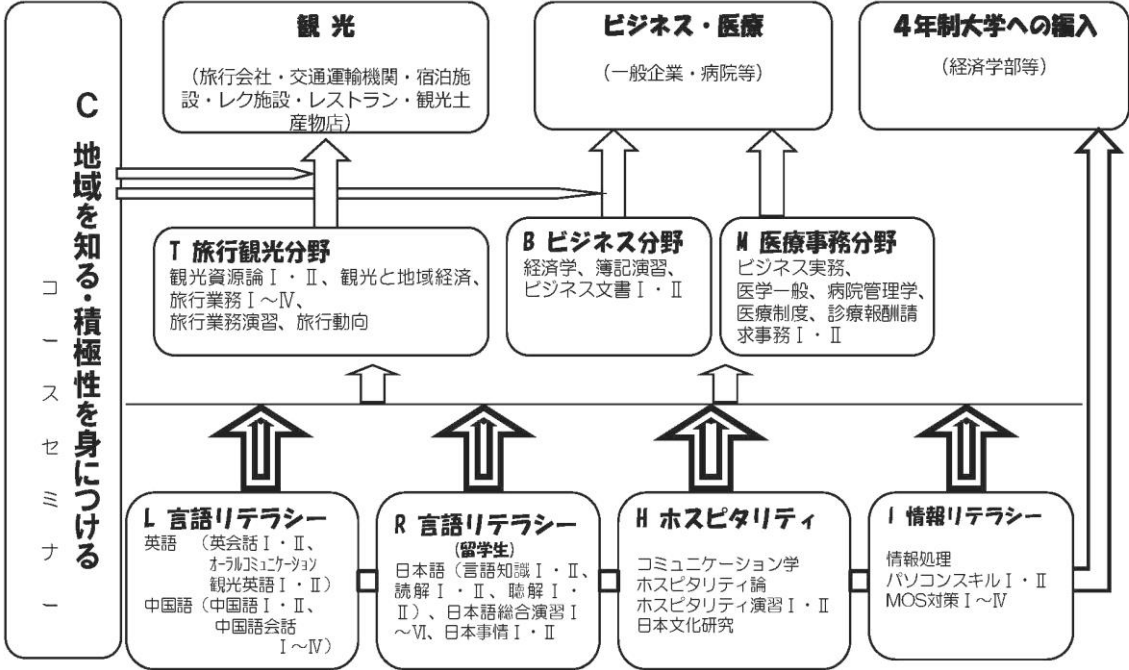 C 地域を知る・積極性を身につける
コースセミナー
観 光
(旅行会社・交通運輸機関・宿泊施
設・レク施設・レストラン・観光土
産物店)
ビジネス・医療
(一般企業・病院等)
4年制大学への編入
(経済学部等)
T 旅行観光分野
観光資源論Ⅰ・Ⅱ、観光と地域経済、
旅行業務Ⅰ～Ⅳ、
旅行業務演習、旅行動向
B ビジネス分野
経済学、簿記演習、
ビジネス文書Ⅰ・Ⅱ
M 医療事務分野
ビジネス実務、
医学一般、病院管理学、
医療制度、診療報酬請
求事務Ⅰ・Ⅱ
L 言語リテラシー
英語 (英会話Ⅰ・Ⅱ、
オーラルコミュニケーション
観光英語Ⅰ・Ⅱ)
中国語(中国語Ⅰ・Ⅱ、
中国語会話
Ⅰ～Ⅳ)
R 言語リテラシー
(留学生)
日本語(言語知識Ⅰ・Ⅱ、
読解Ⅰ・Ⅱ、聴解Ⅰ・
Ⅱ)、日本語総合演習Ⅰ
～Ⅵ、日本事情Ⅰ・Ⅱ
H ホスピタリティ
コミュニケーション学
ホスピタリティ論
ホスピタリティ演習Ⅰ・Ⅱ
日本文化研究
I 情報リテラシー
情報処理
パソコンスキルⅠ・Ⅱ
MOS対策Ⅰ～Ⅳ